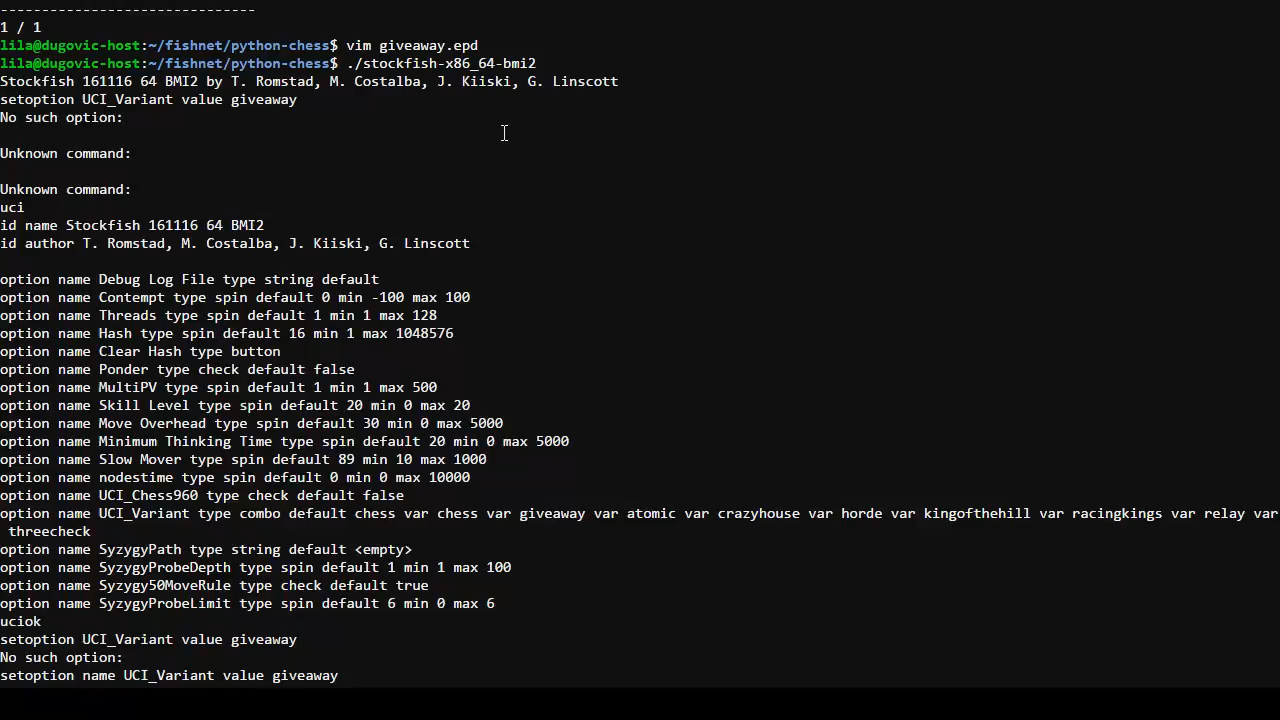 -------------------------------
1 / 1
lila@dugovic-host:~/fishnet/python-chess$ vim giveaway.epd
lila@dugovic-host:~/fishnet/python-chess$ ./stockfish-x86_64-bmi2
Stockfish 161116 64 BMI2 by T. Romstad, M. Costalba, J. Kiiski, G. Linscott
setoption UCI_Variant value giveaway
No such option:
Unknown command:
Unknown command:
uci
id name Stockfish 161116 64 BMI2
id author T. Romstad, M. Costalba, J. Kiiski, G. Linscott
option name Debug Log File type string default
option name Contempt type spin default 0 min -100 max 100
option name Threads type spin default 1 min 1 max 128
option name Hash type spin default 16 min 1 max 1048576
option name Clear Hash type button
option name Ponder type check default false
option name MultiPV type spin default 1 min 1 max 500
option name Skill Level type spin default 20 min 0 max 20
option name Move Overhead type spin default 30 min 0 max 5000
option name Minimum Thinking Time type spin default 20 min 0 max 5000
option name Slow Mover type spin default 89 min 10 max 1000
option name nodestime type spin default 0 min 0 max 10000
option name UCI_Chess960 type check default false
option name UCI_Variant type combo default chess var chess var giveaway var atomic var crazyhouse var horde var kingofthehill var racingkings var relay var
threecheck
option name SyzygyPath type string default <empty>
option name SyzygyProbeDepth type spin default 1 min 1 max 100
option name Syzygy50MoveRule type check default true
option name SyzygyProbeLimit type spin default 6 min 0 max 6
uciok
setoption UCI_Variant value giveaway
No such option:
setoption name UCI_Variant value giveaway